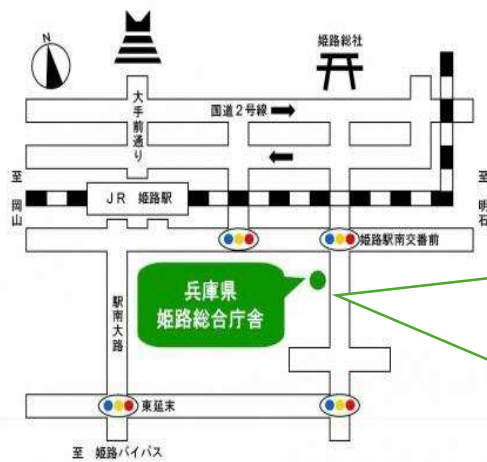 姫路総社
国道2号線
大手前通り
至 岡山
至 明石
JR 姫路駅
姫路駅南交番前
兵庫県
姫路総合庁舎
駅南大路
東延末
至 姫路バイパス